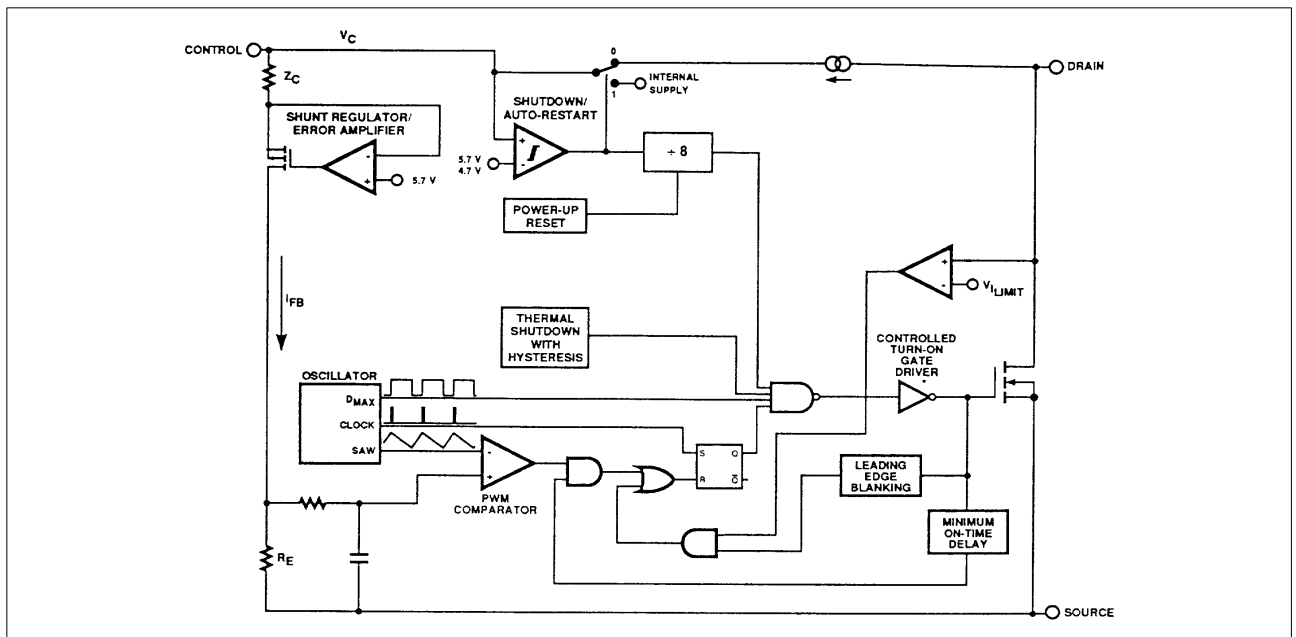 V_C
CONTROL
DRAIN
0
Z_C
INTERNAL
SUPPLY
1
SHUNT REGULATOR/
ERROR AMPLIFIER
SHUTDOWN/
AUTO-RESTART
-
+
5.7 V
+
-
5.7 V
4.7 V
÷ 8
POWER-UP
RESET
+
-
V_I_LIMIT
I_FB
THERMAL
SHUTDOWN
WITH
HYSTERESIS
CONTROLLED
TURN-ON
GATE
DRIVER
OSCILLATOR
D_MAX
CLOCK
SAW
-
+
PWM
COMPARATOR
S
Q
R
Q̅
LEADING
EDGE
BLANKING
MINIMUM
ON-TIME
DELAY
R_E
SOURCE